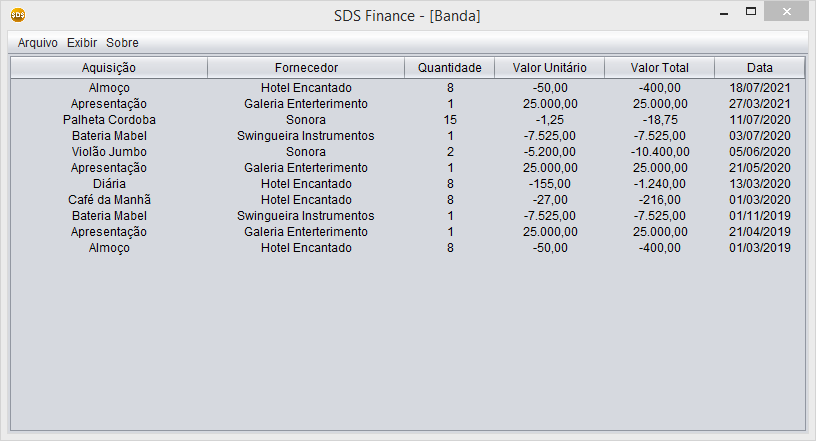 SDS
SDS Finance - [Banda]
Arquivo Exibir Sobre
Aquisição Fornecedor Quantidade Valor Unitário Valor Total Data
Almoço Hotel Encantado 8 -50,00 -400,00 18/07/2021
Apresentação Galeria Enterterimento 1 25.000,00 25.000,00 27/03/2021
Palheta Cordoba Sonora 15 -1,25 -18,75 11/07/2020
Bateria Mabel Swingueira Instrumentos 1 -7.525,00 -7.525,00 03/07/2020
Violão Jumbo Sonora 2 -5.200,00 -10.400,00 05/06/2020
Apresentação Galeria Enterterimento 1 25.000,00 25.000,00 21/05/2020
Diária Hotel Encantado 8 -155,00 -1.240,00 13/03/2020
Café da Manhã Hotel Encantado 8 -27,00 -216,00 01/03/2020
Bateria Mabel Swingueira Instrumentos 1 -7.525,00 -7.525,00 01/11/2019
Apresentação Galeria Enterterimento 1 25.000,00 25.000,00 21/04/2019
Almoço Hotel Encantado 8 -50,00 -400,00 01/03/2019